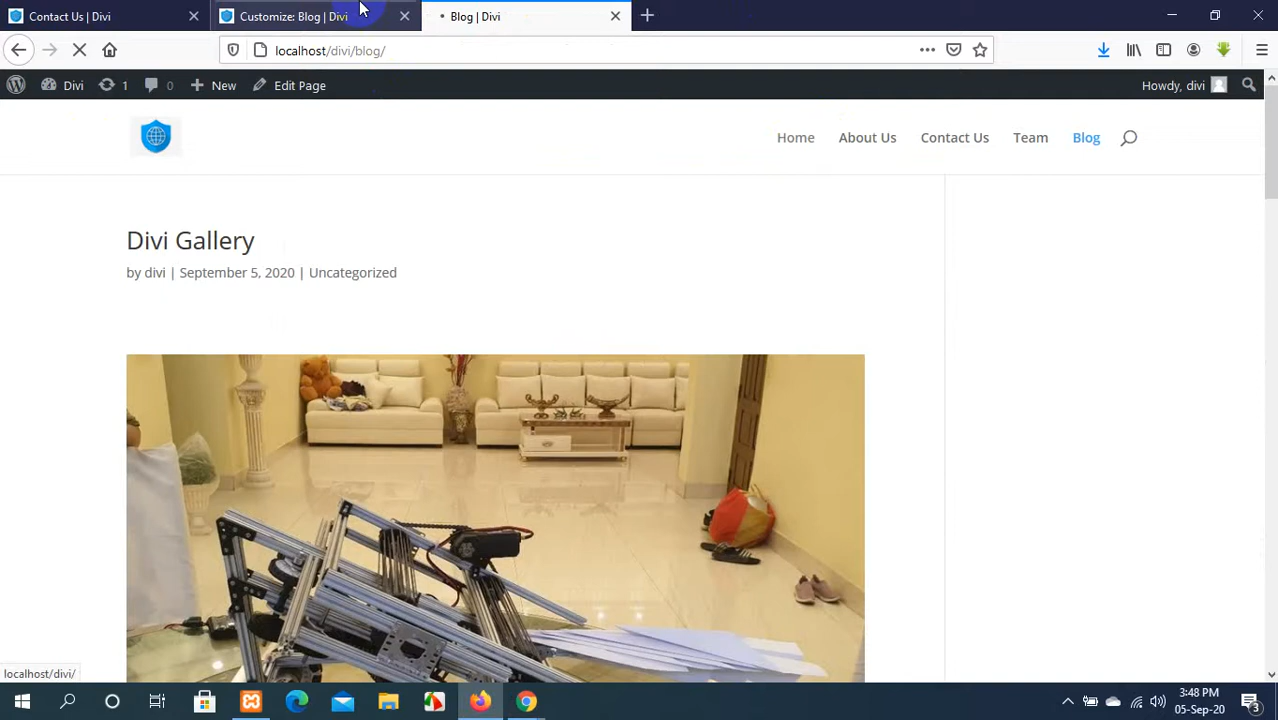 Contact Us | Divi
Customize: Blog | Divi
Blog | Divi
localhost/divi/blog/
Divi
1
0
New
Edit Page
Howdy, divi
Home
About Us
Contact Us
Team
Blog
Divi Gallery
by divi | September 5, 2020 | Uncategorized
localhost/divi/
3:48 PM
05-Sep-20
3